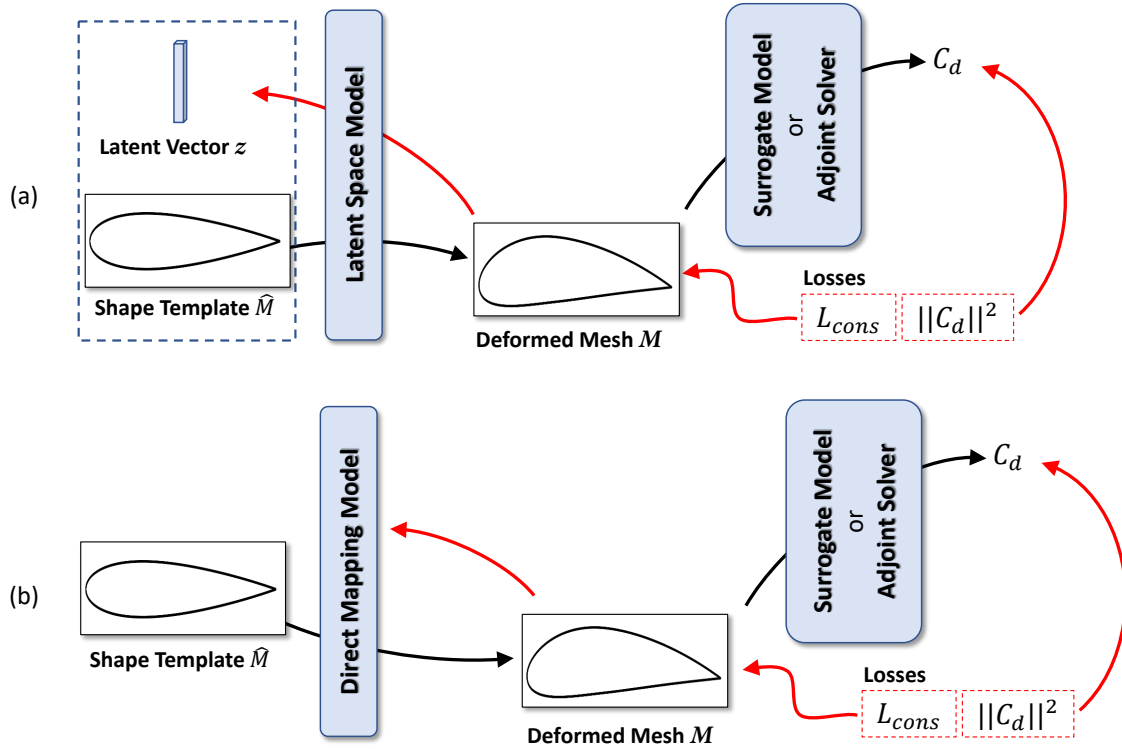 (a)
Latent Vector z
Shape Template M̂
Latent Space Model
Deformed Mesh M
Surrogate Model
or
Adjoint Solver
C_d
Losses
L_cons
||C_d||²
(b)
Shape Template M̂
Direct Mapping Model
Deformed Mesh M
Surrogate Model
or
Adjoint Solver
C_d
Losses
L_cons
||C_d||²